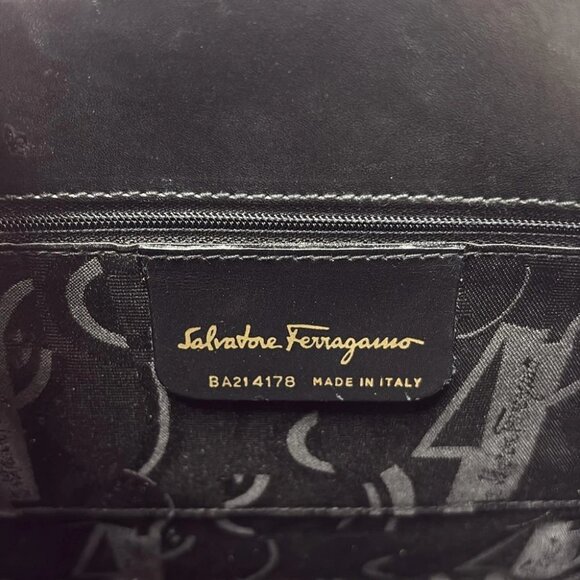 Salvatore Ferragamo
BA214178 MADE IN ITALY